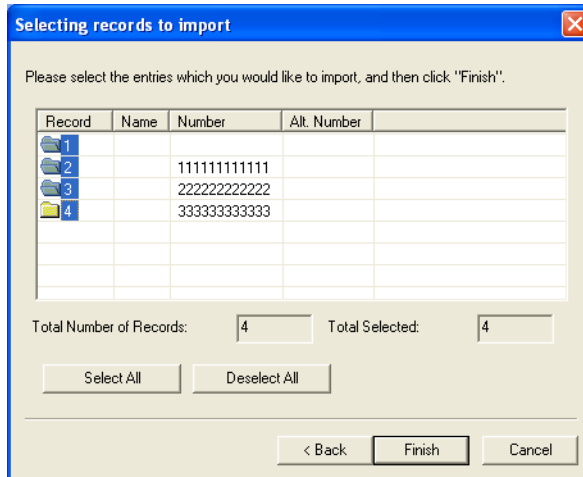 Selecting records to import
Please select the entries which you would like to import, and then click "Finish".
Record Name Number Alt. Number
1
2 111111111111
3 222222222222
4 333333333333
Total Number of Records: 4 Total Selected: 4
Select All Deselect All
< Back Finish Cancel